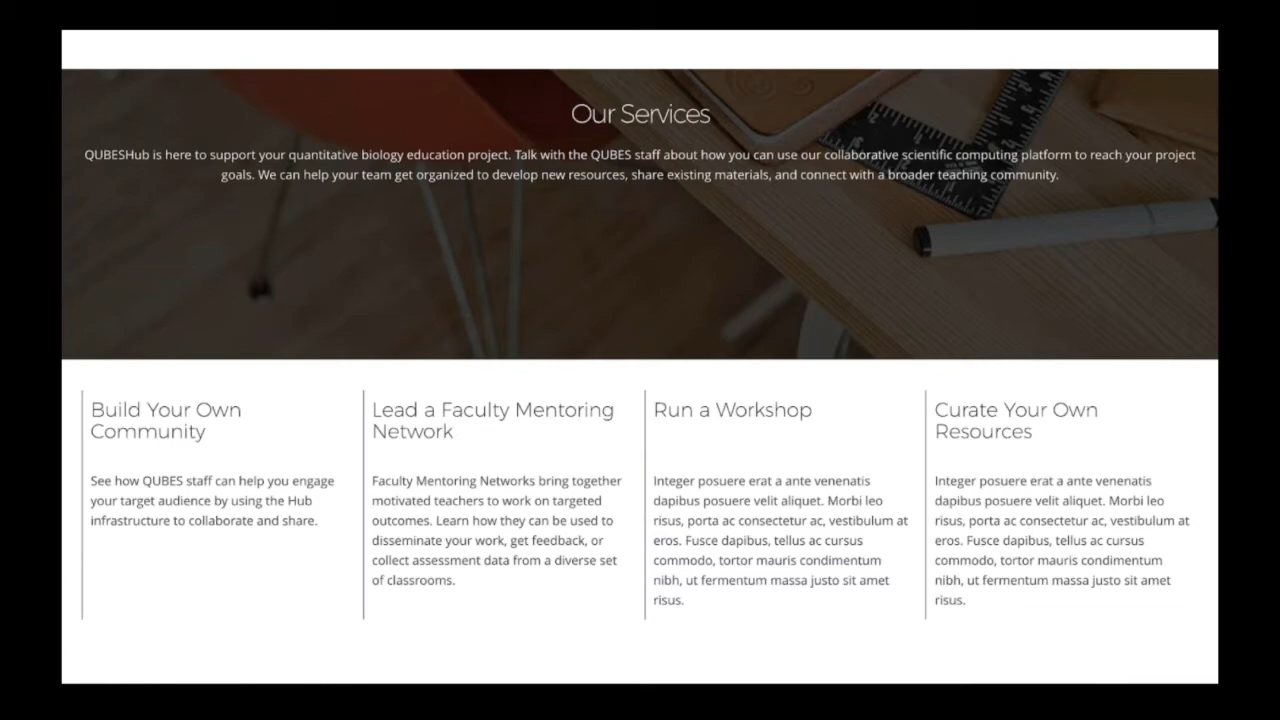 Our Services
QUBESHub is here to support your quantitative biology education project. Talk with the QUBES staff about how you can use our collaborative scientific computing platform to reach your project
goals. We can help your team get organized to develop new resources, share existing materials, and connect with a broader teaching community.
Build Your Own
Community
See how QUBES staff can help you engage
your target audience by using the Hub
infrastructure to collaborate and share.
Lead a Faculty Mentoring
Network
Faculty Mentoring Networks bring together
motivated teachers to work on targeted
outcomes. Learn how they can be used to
disseminate your work, get feedback, or
collect assessment data from a diverse set
of classrooms.
Run a Workshop
Integer posuere erat a ante venenatis
dapibus posuere velit aliquet. Morbi leo
risus, porta ac consectetur ac, vestibulum at
eros. Fusce dapibus, tellus ac cursus
commodo, tortor mauris condimentum
nibh, ut fermentum massa justo sit amet
risus.
Curate Your Own
Resources
Integer posuere erat a ante venenatis
dapibus posuere velit aliquet. Morbi leo
risus, porta ac consectetur ac, vestibulum at
eros. Fusce dapibus, tellus ac cursus
commodo, tortor mauris condimentum
nibh, ut fermentum massa justo sit amet
risus.